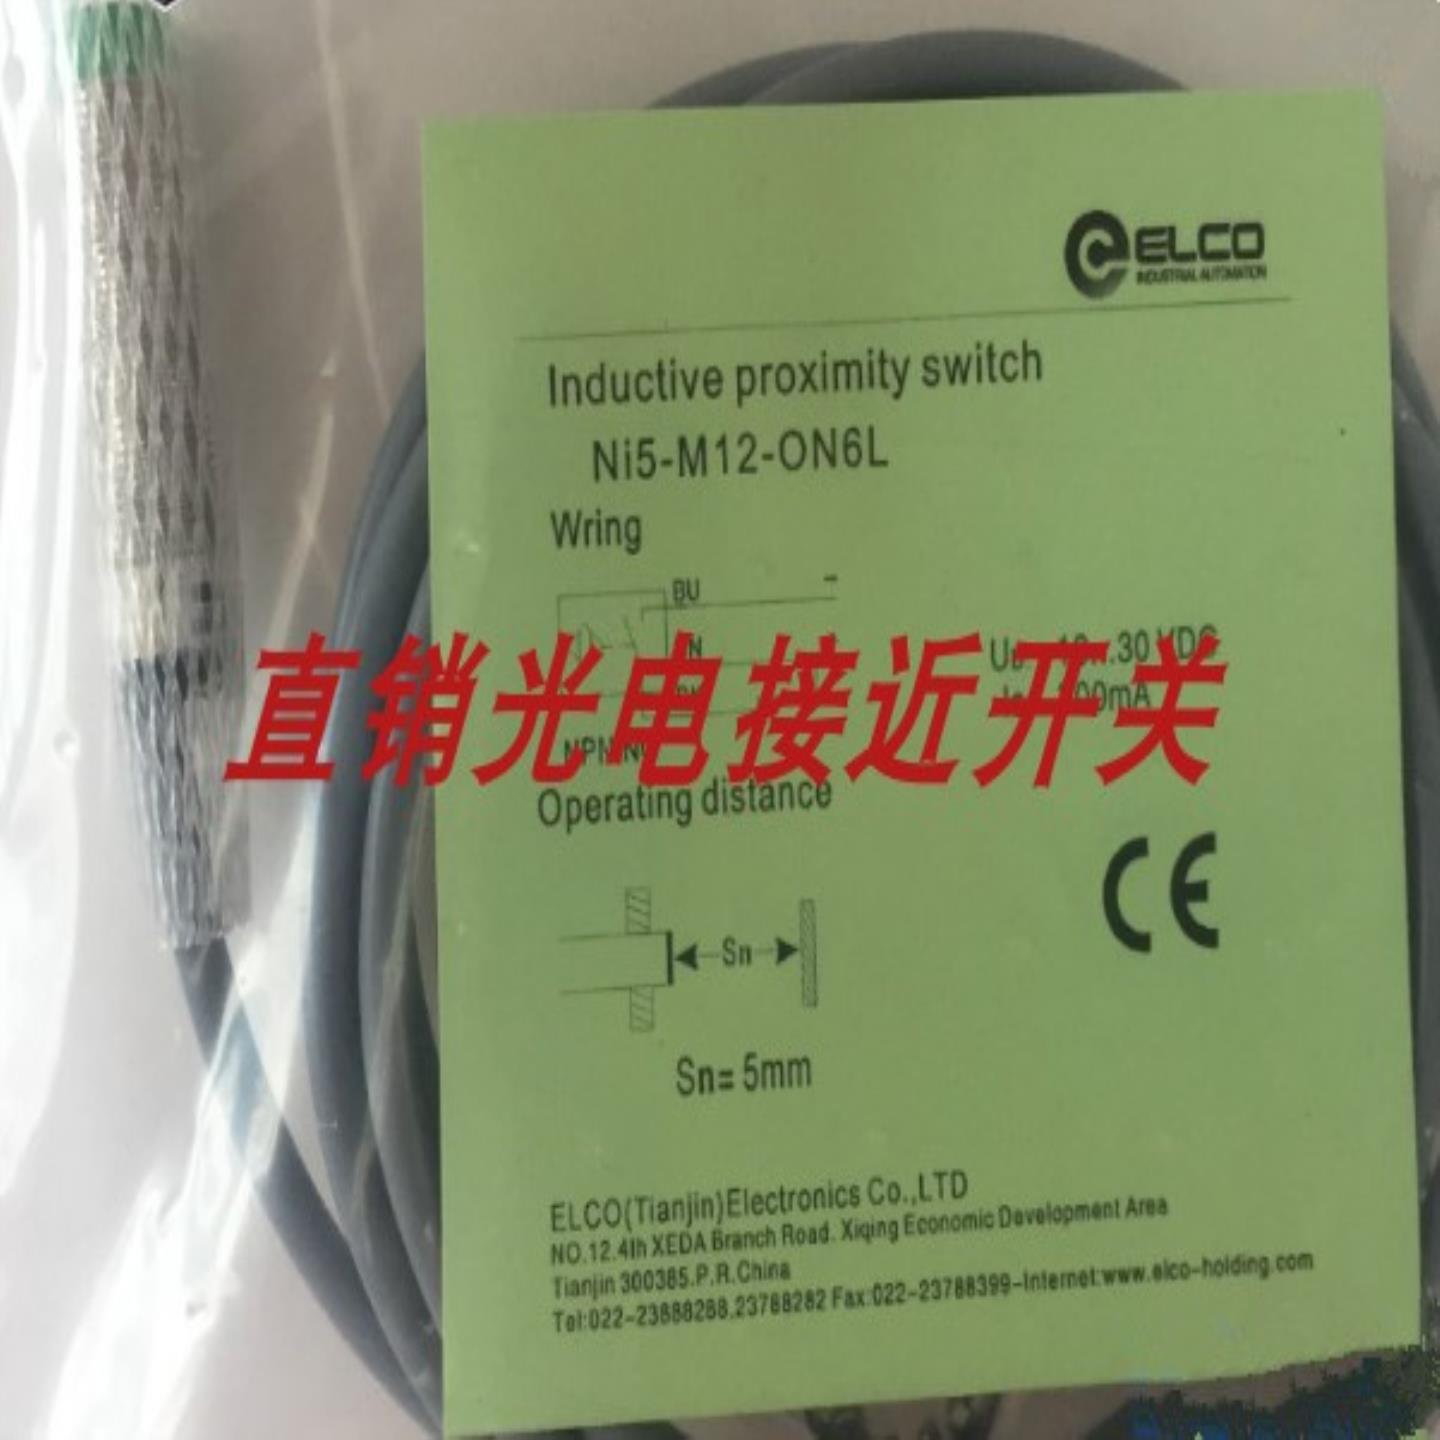 ELCO
INDUSTRIAL AUTOMATION
Inductive proximity switch
Ni5-M12-ON6L
Wring
BU
直销光电接近开关
Operating distance
Sn
CE
Sn= 5mm
ELCO(Tianjin)Electronics Co.,LTD
NO.12.4th XEDA Branch Road. Xiqing Economic Development Area
Tianjin 300385.P.R.China
Tel:022-23888288,23788282 Fax:022-23788399-Internet:www.elco-holding.com